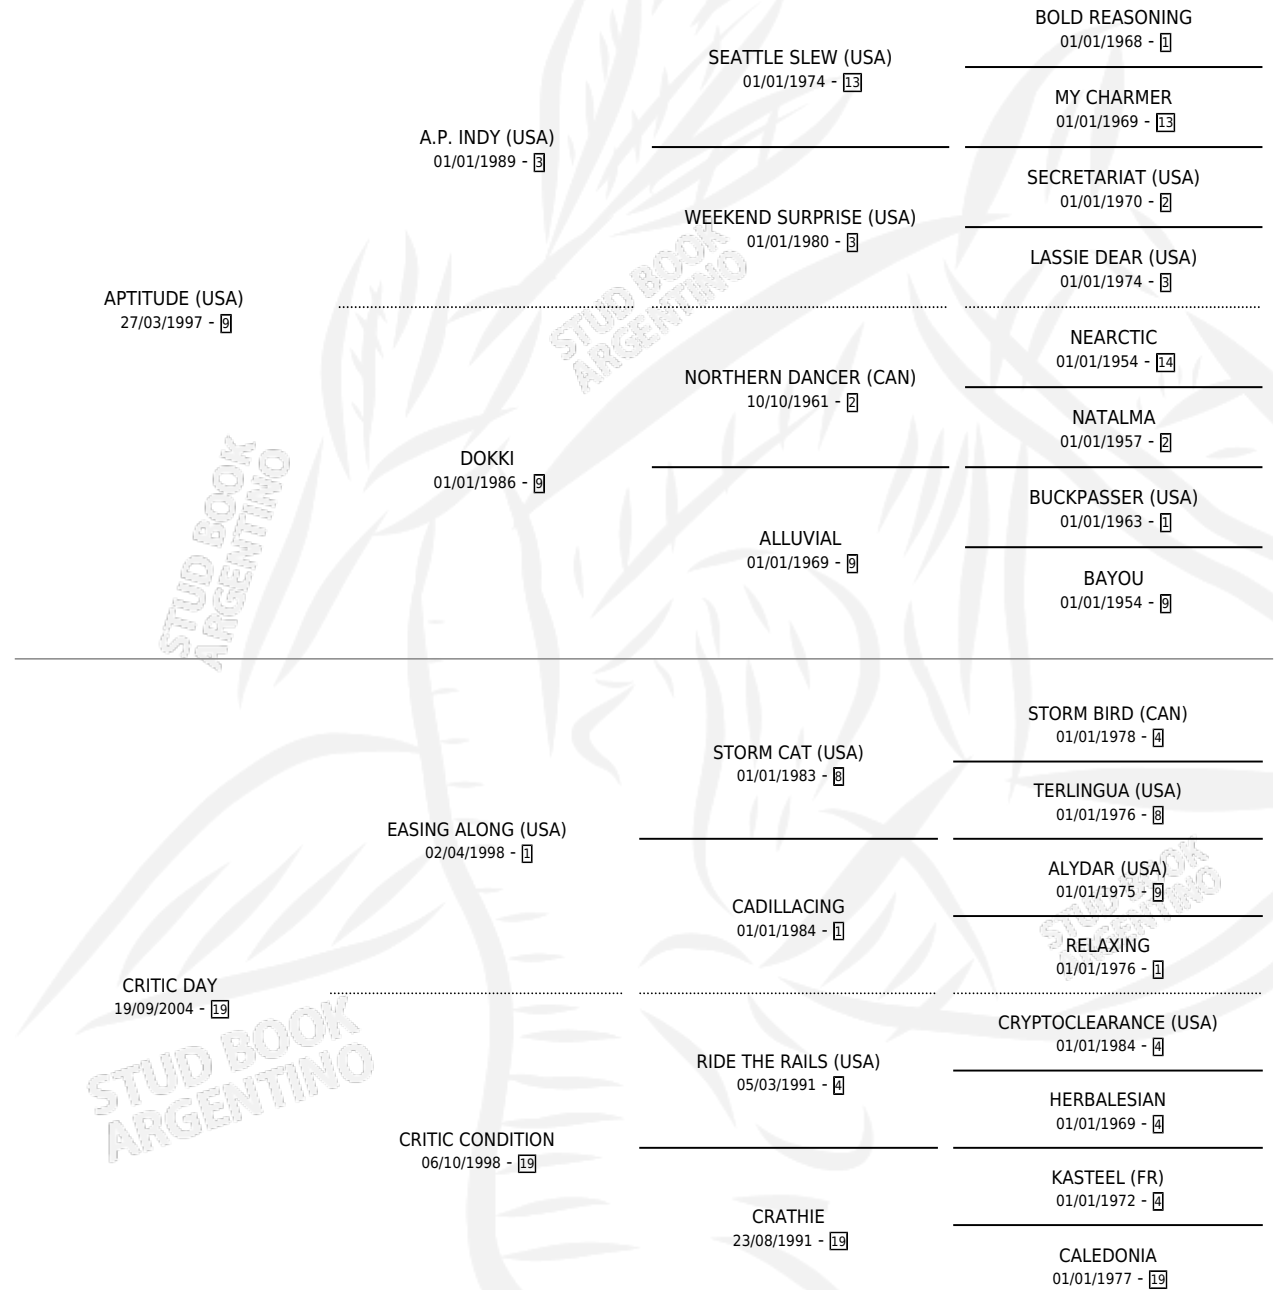 BOLD REASONING
01/01/1968 - 1
SEATTLE SLEW (USA)
01/01/1974 - 13
MY CHARMER
01/01/1969 - 13
A.P. INDY (USA)
01/01/1989 - 3
SECRETARIAT (USA)
01/01/1970 - 2
WEEKEND SURPRISE (USA)
01/01/1980 - 3
LASSIE DEAR (USA)
01/01/1974 - 3
APTITUDE (USA)
27/03/1997 - 9
STUD BOOK
ARGENTINO
NEARCTIC
01/01/1954 - 14
NORTHERN DANCER (CAN)
10/10/1961 - 2
NATALMA
01/01/1957 - 2
DOKKI
01/01/1986 - 9
BUCKPASSER (USA)
01/01/1963 - 1
ALLUVIAL
01/01/1969 - 9
BAYOU
01/01/1954 - 9
STUD BOOK
ARGENTINO
STORM BIRD (CAN)
01/01/1978 - 4
STORM CAT (USA)
01/01/1983 - 8
TERLINGUA (USA)
01/01/1976 - 8
EASING ALONG (USA)
02/04/1998 - 1
ALYDAR (USA)
01/01/1975 - 9
CADILLACING
01/01/1984 - 1
STUD BOOK
ARGENTINO
RELAXING
01/01/1976 - 1
CRITIC DAY
19/09/2004 - 19
CRYPTOCLEARANCE (USA)
01/01/1984 - 4
RIDE THE RAILS (USA)
05/03/1991 - 4
HERBALESIAN
01/01/1969 - 4
STUD BOOK
ARGENTINO
CRITIC CONDITION
06/10/1998 - 19
KASTEEL (FR)
01/01/1972 - 4
CRATHIE
23/08/1991 - 19
CALEDONIA
01/01/1977 - 19